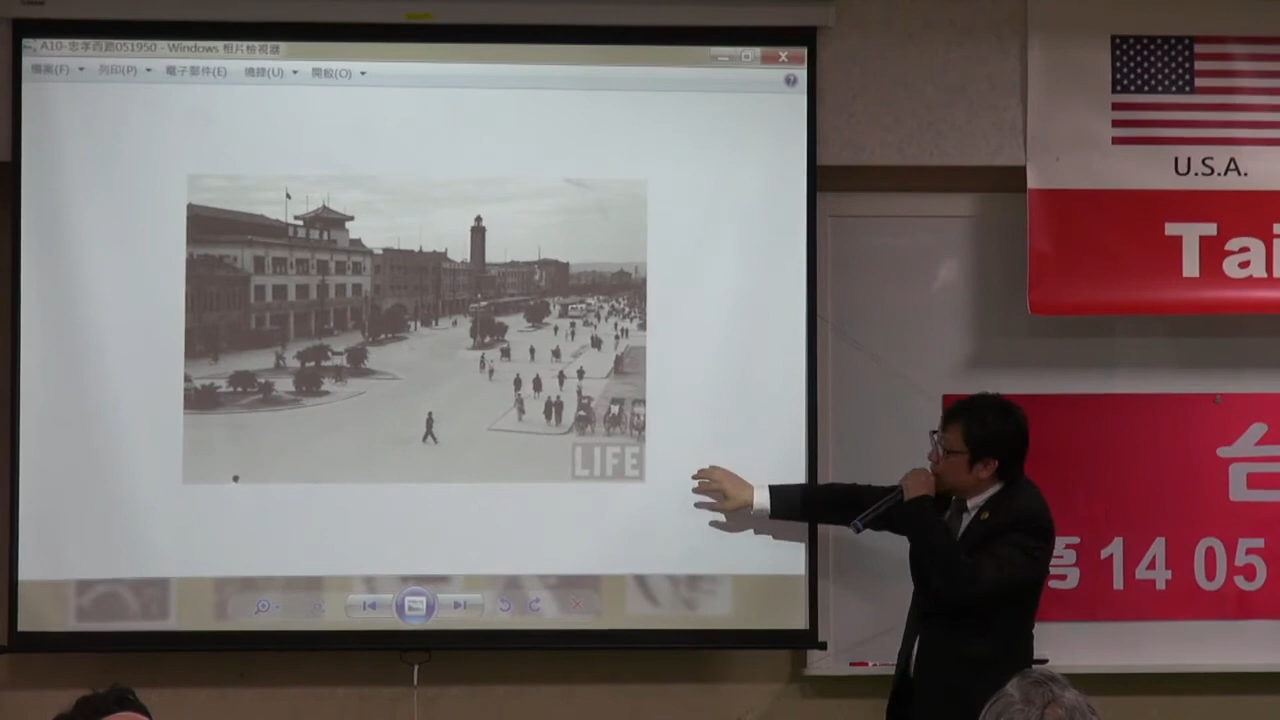 A10-忠孝西路051950 - Windows 相片檢視器
檔案(F) 列印(P) 電子郵件(E) 燒錄(U) 開啟(O)
LIFE
U.S.A.
Tai
台
14 05